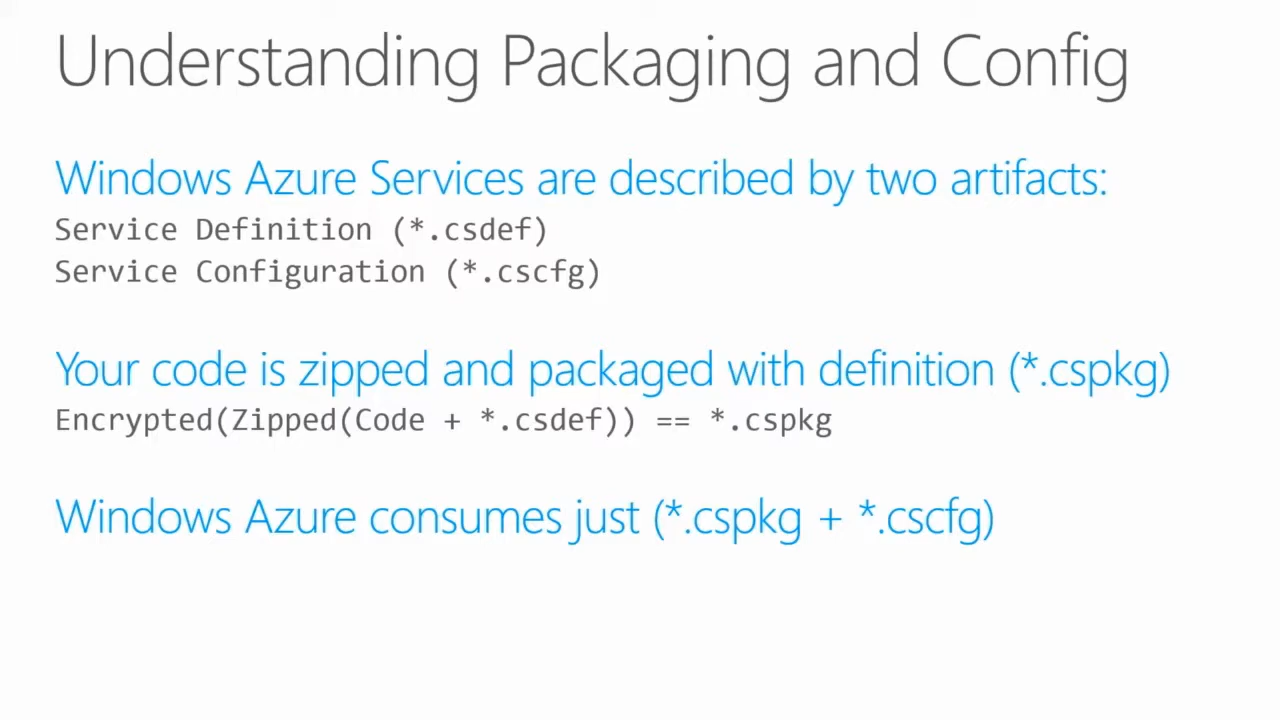 Understanding Packaging and Config
Windows Azure Services are described by two artifacts:
Service Definition (*.csdef)
Service Configuration (*.cscfg)
Your code is zipped and packaged with definition (*.cspkg)
Encrypted(Zipped(Code + *.csdef)) == *.cspkg
Windows Azure consumes just (*.cspkg + *.cscfg)